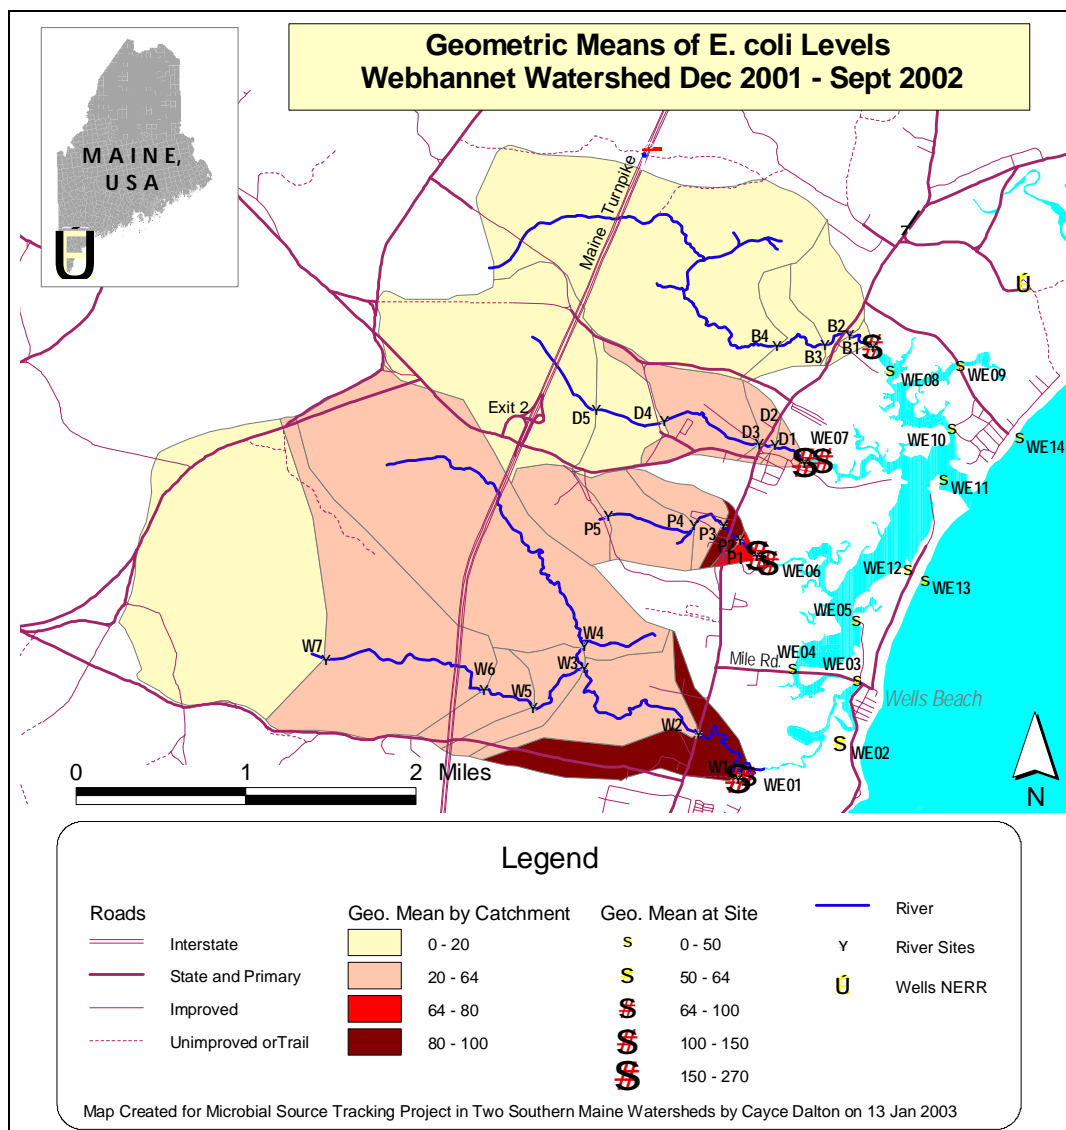 Geometric Means of E. coli Levels
Webhannet Watershed Dec 2001 - Sept 2002
MAINE,
USA
Maine Turnpike
Exit 2
B4
B3
B2
B1
WE08
WE09
WE10
WE14
WE11
D5
D4
D3
D2
D1
WE07
P5
P4
P3
P2
P1
WE06
WE12
WE13
WE05
WE04
WE03
Mile Rd.
Wells Beach
W7
W6
W5
W4
W3
W2
W1
WE01
WE02
0 1 2 Miles
N
Legend
Roads
Interstate
State and Primary
Improved
Unimproved orTrail
Geo. Mean by Catchment
0 - 20
20 - 64
64 - 80
80 - 100
Geo. Mean at Site
S 0 - 50
S 50 - 64
S 64 - 100
S 100 - 150
S 150 - 270
River
Y River Sites
Ú Wells NERR
Map Created for Microbial Source Tracking Project in Two Southern Maine Watersheds by Cayce Dalton on 13 Jan 2003